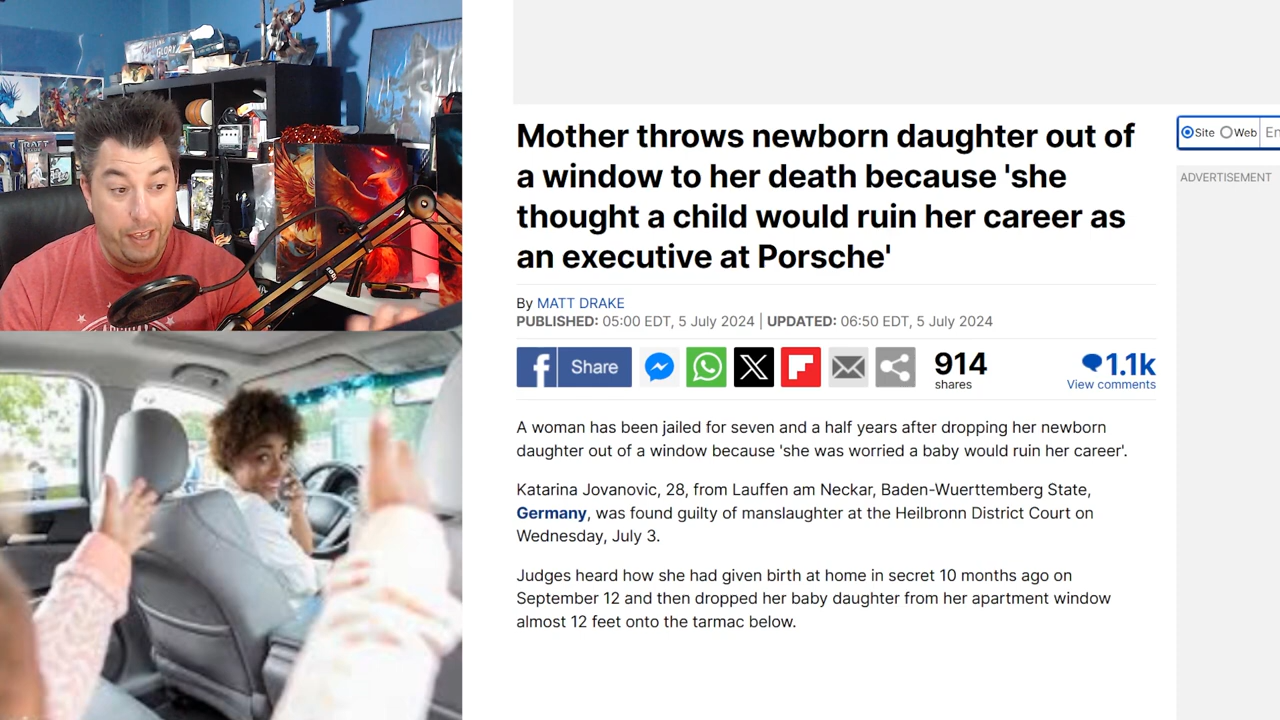 Mother throws newborn daughter out of
a window to her death because 'she
thought a child would ruin her career as
an executive at Porsche'
By MATT DRAKE
PUBLISHED: 05:00 EDT, 5 July 2024 | UPDATED: 06:50 EDT, 5 July 2024
Share
914
shares
1.1k
View comments
Site Web En
ADVERTISEMENT
A woman has been jailed for seven and a half years after dropping her newborn
daughter out of a window because 'she was worried a baby would ruin her career'.
Katarina Jovanovic, 28, from Lauffen am Neckar, Baden-Wuerttemberg State,
Germany, was found guilty of manslaughter at the Heilbronn District Court on
Wednesday, July 3.
Judges heard how she had given birth at home in secret 10 months ago on
September 12 and then dropped her baby daughter from her apartment window
almost 12 feet onto the tarmac below.
GLORY